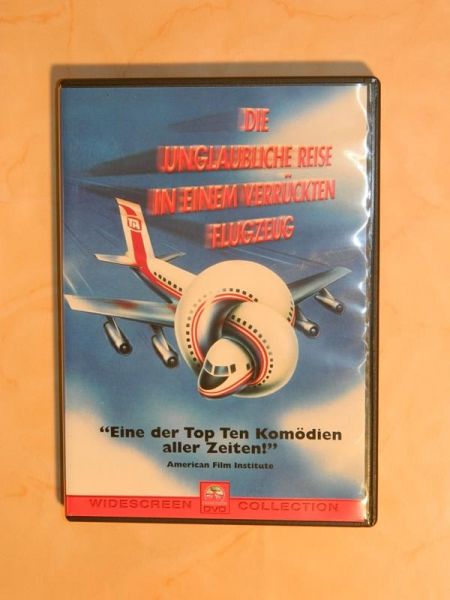 DIE
UNGLAUBLICHE REISE
IN EINEM VERRÜCKTEN
FLUGZEUG
"Eine der Top Ten Komödien
aller Zeiten!"
American Film Institute
WIDESCREEN DVD COLLECTION